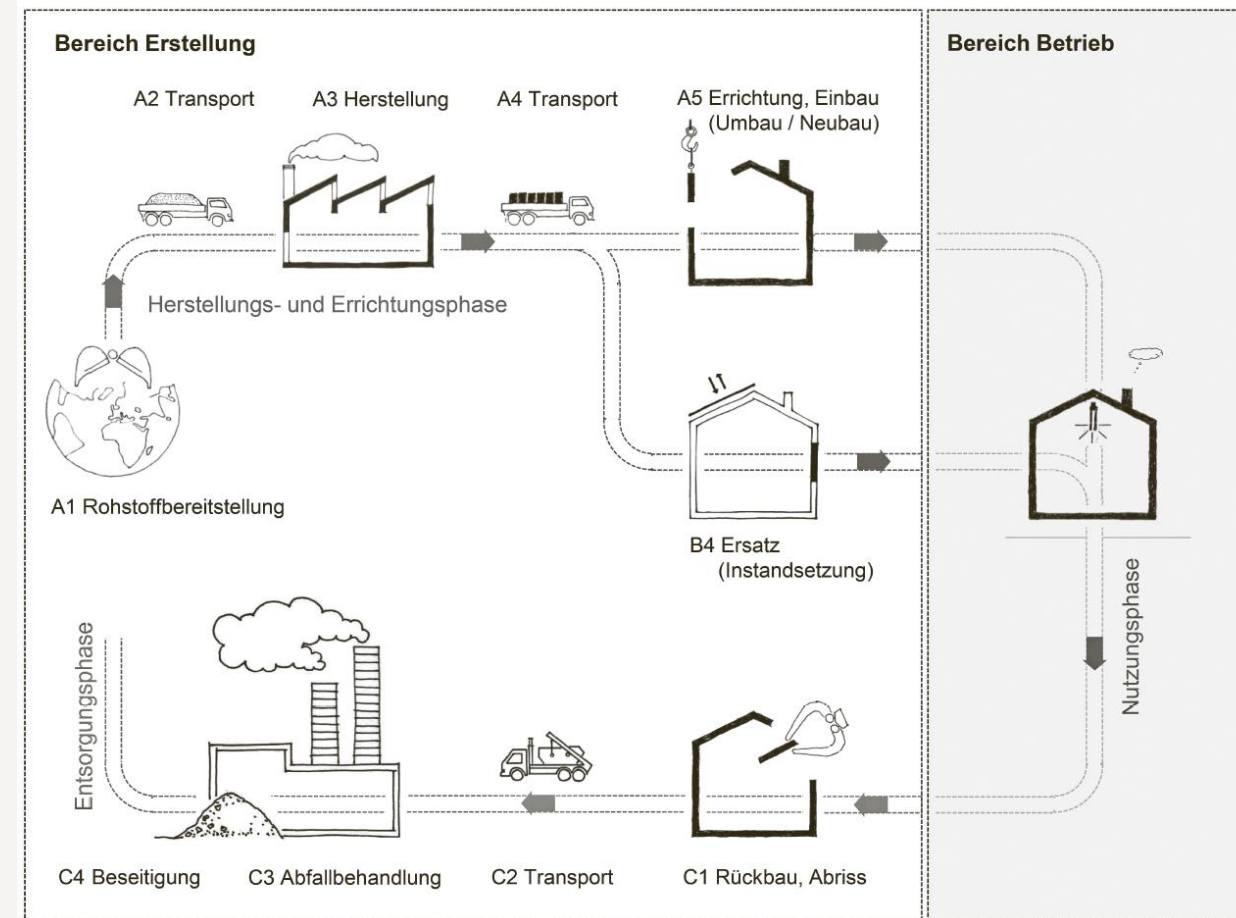 Bereich Erstellung
Bereich Betrieb
A2 Transport
A3 Herstellung
A4 Transport
A5 Errichtung, Einbau
(Umbau / Neubau)
Herstellungs- und Errichtungsphase
A1 Rohstoffbereitstellung
B4 Ersatz
(Instandsetzung)
Nutzungsphase
Entsorgungsphase
C4 Beseitigung
C3 Abfallbehandlung
C2 Transport
C1 Rückbau, Abriss